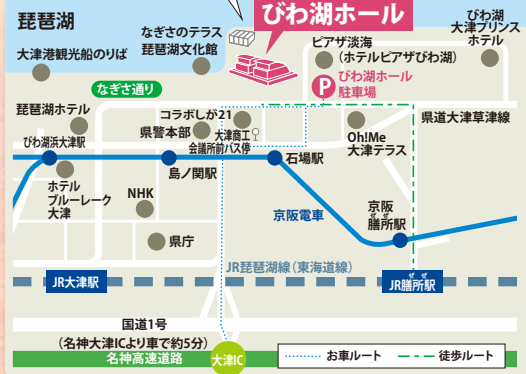 琵琶湖
びわ湖ホール
なぎさのテラス
琵琶湖文化館
大津港観光船のりば
ピアザ淡海
(ホテルピアザびわ湖)
びわ湖
大津プリンス
ホテル
P
びわ湖ホール
駐車場
なぎさ通り
琵琶湖ホテル
コラボしが21
県警本部
大津商工
会議所前バス停
県道大津草津線
Oh!Me
大津テラス
びわ湖浜大津駅
島ノ関駅
石場駅
ホテル
ブルーレーク
大津
NHK
県庁
京阪電車
京阪
膳所駅
ぜぜ
JR大津駅
JR琵琶湖線(東海道線)
JR膳所駅
ぜぜ
国道1号
(名神大津ICより車で約5分)
名神高速道路
大津IC
お車ルート
徒歩ルート